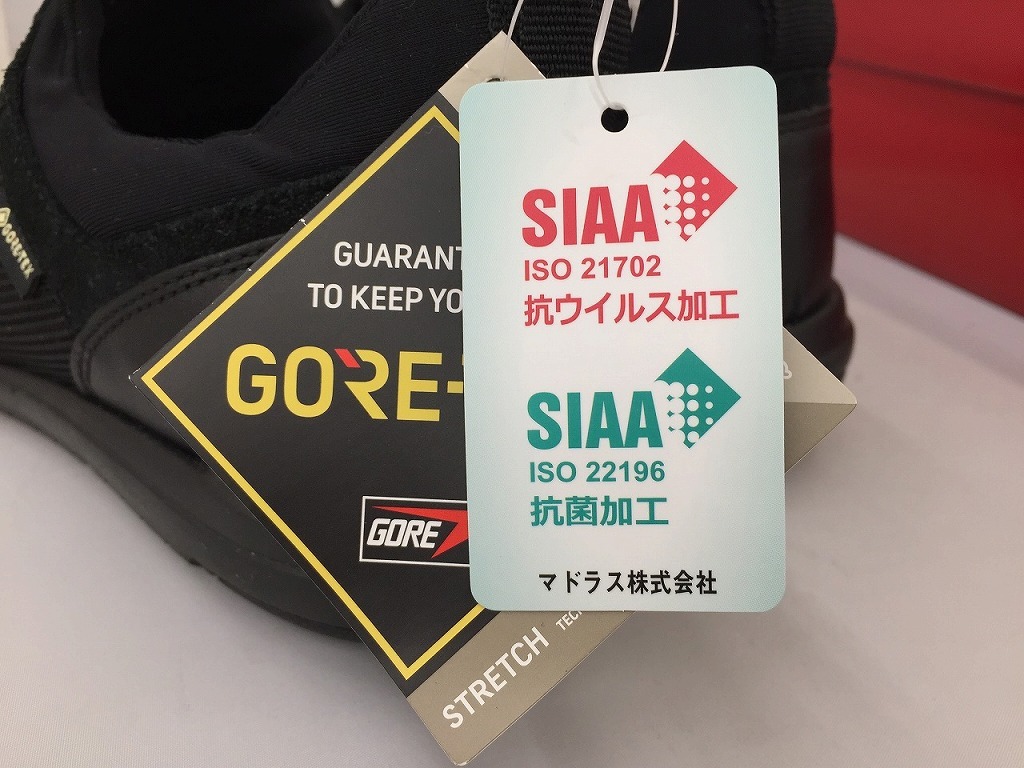 GUARANT
TO KEEP YO
GORE-
GORE
STRETCH
TEC
SIAA
ISO 21702
抗ウイルス加工
SIAA
ISO 22196
抗菌加工
マドラス株式会社
GORE-TEX